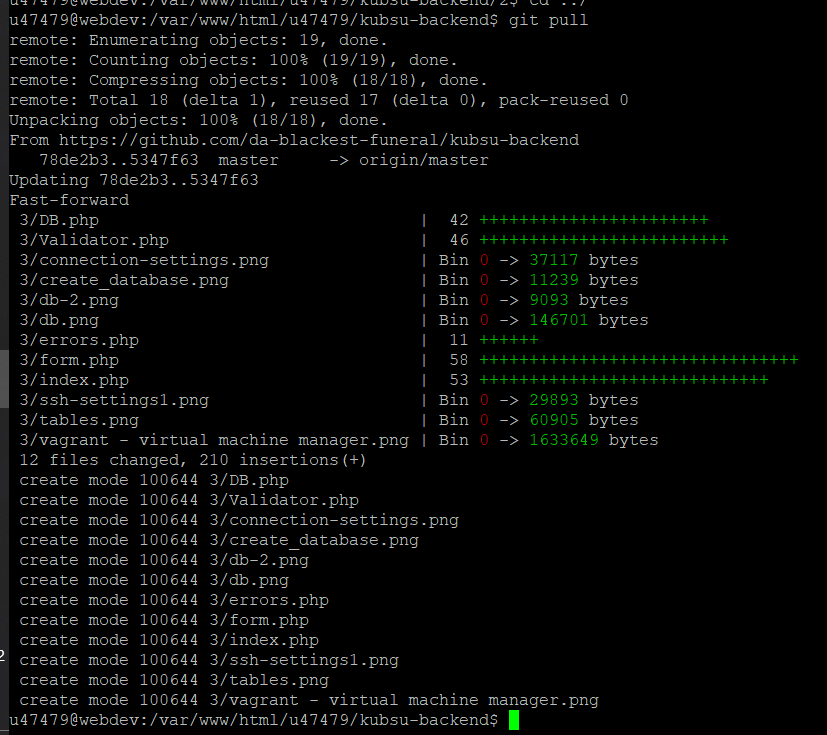 u47479@webdev:/var/www/html/u47479/kubsu-backend/2$ cd ../
u47479@webdev:/var/www/html/u47479/kubsu-backend$ git pull
remote: Enumerating objects: 19, done.
remote: Counting objects: 100% (19/19), done.
remote: Compressing objects: 100% (18/18), done.
remote: Total 18 (delta 1), reused 17 (delta 0), pack-reused 0
Unpacking objects: 100% (18/18), done.
From https://github.com/da-blackest-funeral/kubsu-backend
   78de2b3..5347f63  master     -> origin/master
Updating 78de2b3..5347f63
Fast-forward
 3/DB.php                                |  42 +++++++++++++++++++++++
 3/Validator.php                         |  46 +++++++++++++++++++++++++
 3/connection-settings.png               | Bin 0 -> 37117 bytes
 3/create_database.png                   | Bin 0 -> 11239 bytes
 3/db-2.png                              | Bin 0 -> 9093 bytes
 3/db.png                                | Bin 0 -> 146701 bytes
 3/errors.php                            |  11 ++++++
 3/form.php                              |  58 ++++++++++++++++++++++++++++++++
 3/index.php                             |  53 +++++++++++++++++++++++++++++
 3/ssh-settings1.png                     | Bin 0 -> 29893 bytes
 3/tables.png                            | Bin 0 -> 60905 bytes
 3/vagrant - virtual machine manager.png | Bin 0 -> 1633649 bytes
 12 files changed, 210 insertions(+)
 create mode 100644 3/DB.php
 create mode 100644 3/Validator.php
 create mode 100644 3/connection-settings.png
 create mode 100644 3/create_database.png
 create mode 100644 3/db-2.png
 create mode 100644 3/db.png
 create mode 100644 3/errors.php
 create mode 100644 3/form.php
 create mode 100644 3/index.php
2
 create mode 100644 3/ssh-settings1.png
 create mode 100644 3/tables.png
 create mode 100644 3/vagrant - virtual machine manager.png
u47479@webdev:/var/www/html/u47479/kubsu-backend$